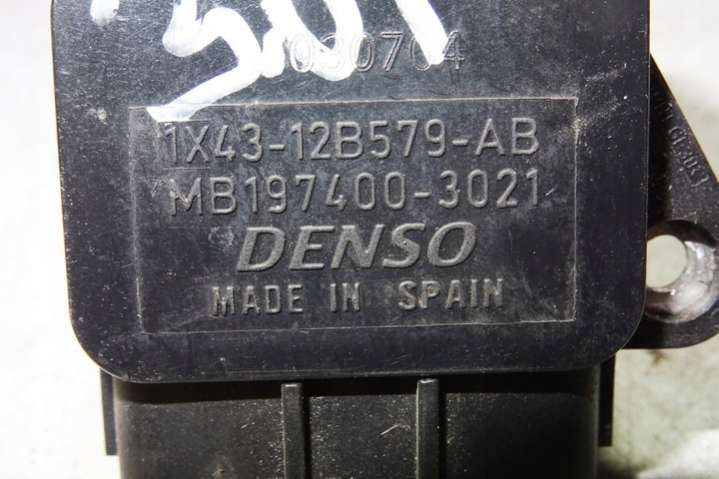 030704
1X43-12B579-AB
MB197400-3021
DENSO
MADE IN SPAIN